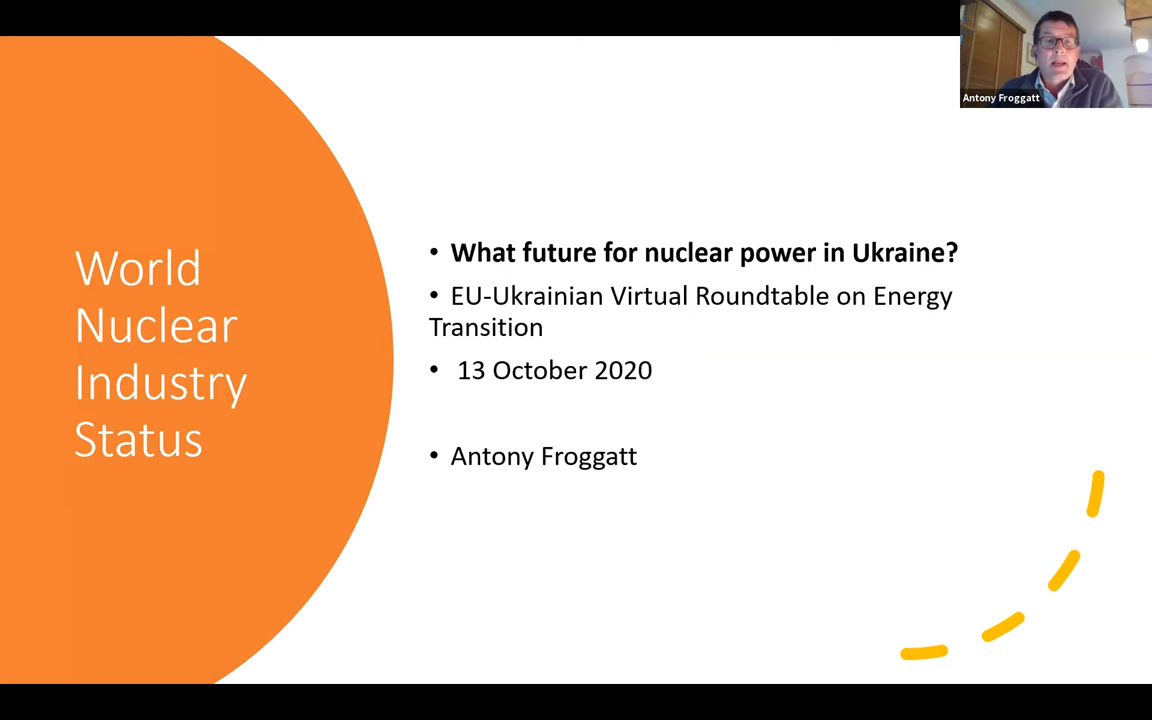 World
Nuclear
Industry
Status
• What future for nuclear power in Ukraine?
• EU-Ukrainian Virtual Roundtable on Energy
Transition
• 13 October 2020
• Antony Froggatt
Antony Froggatt